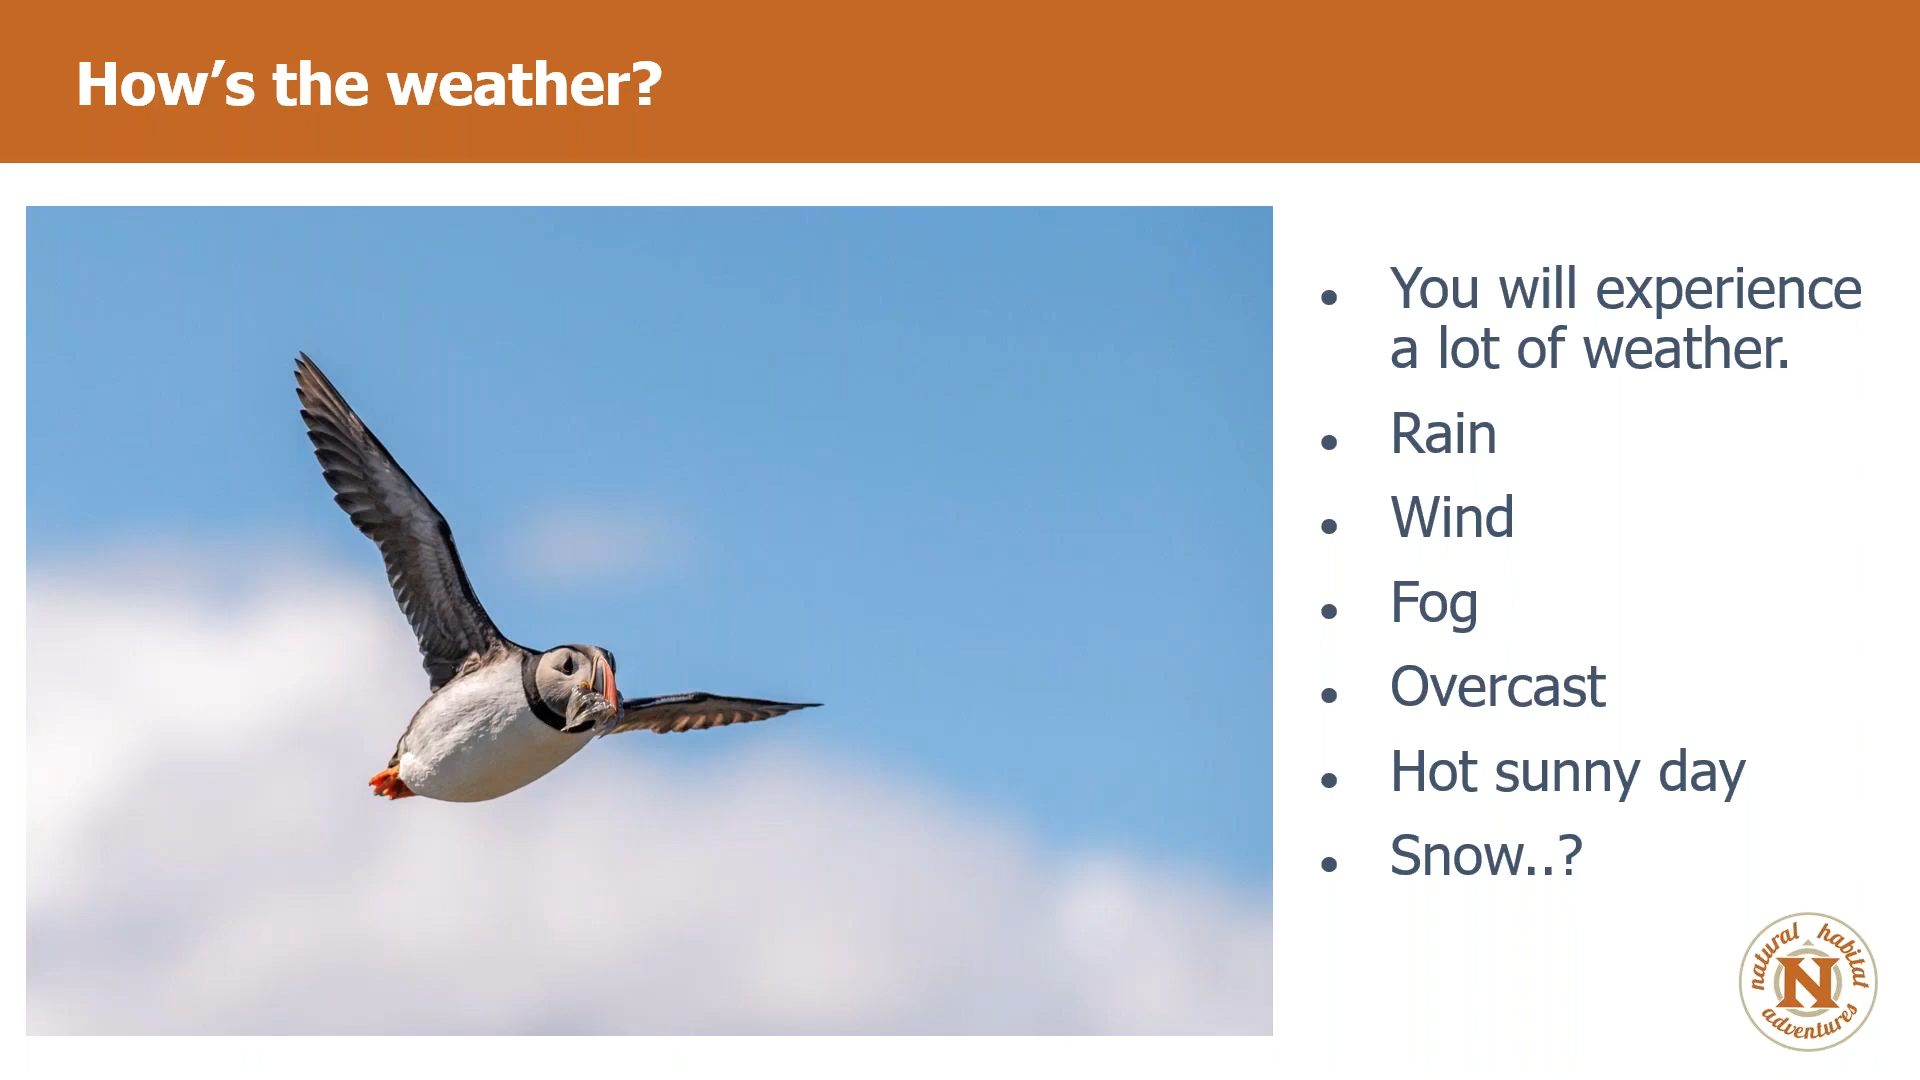 How’s the weather?
• You will experience
a lot of weather.
• Rain
• Wind
• Fog
• Overcast
• Hot sunny day
• Snow..?
natural habitat
N
adventures